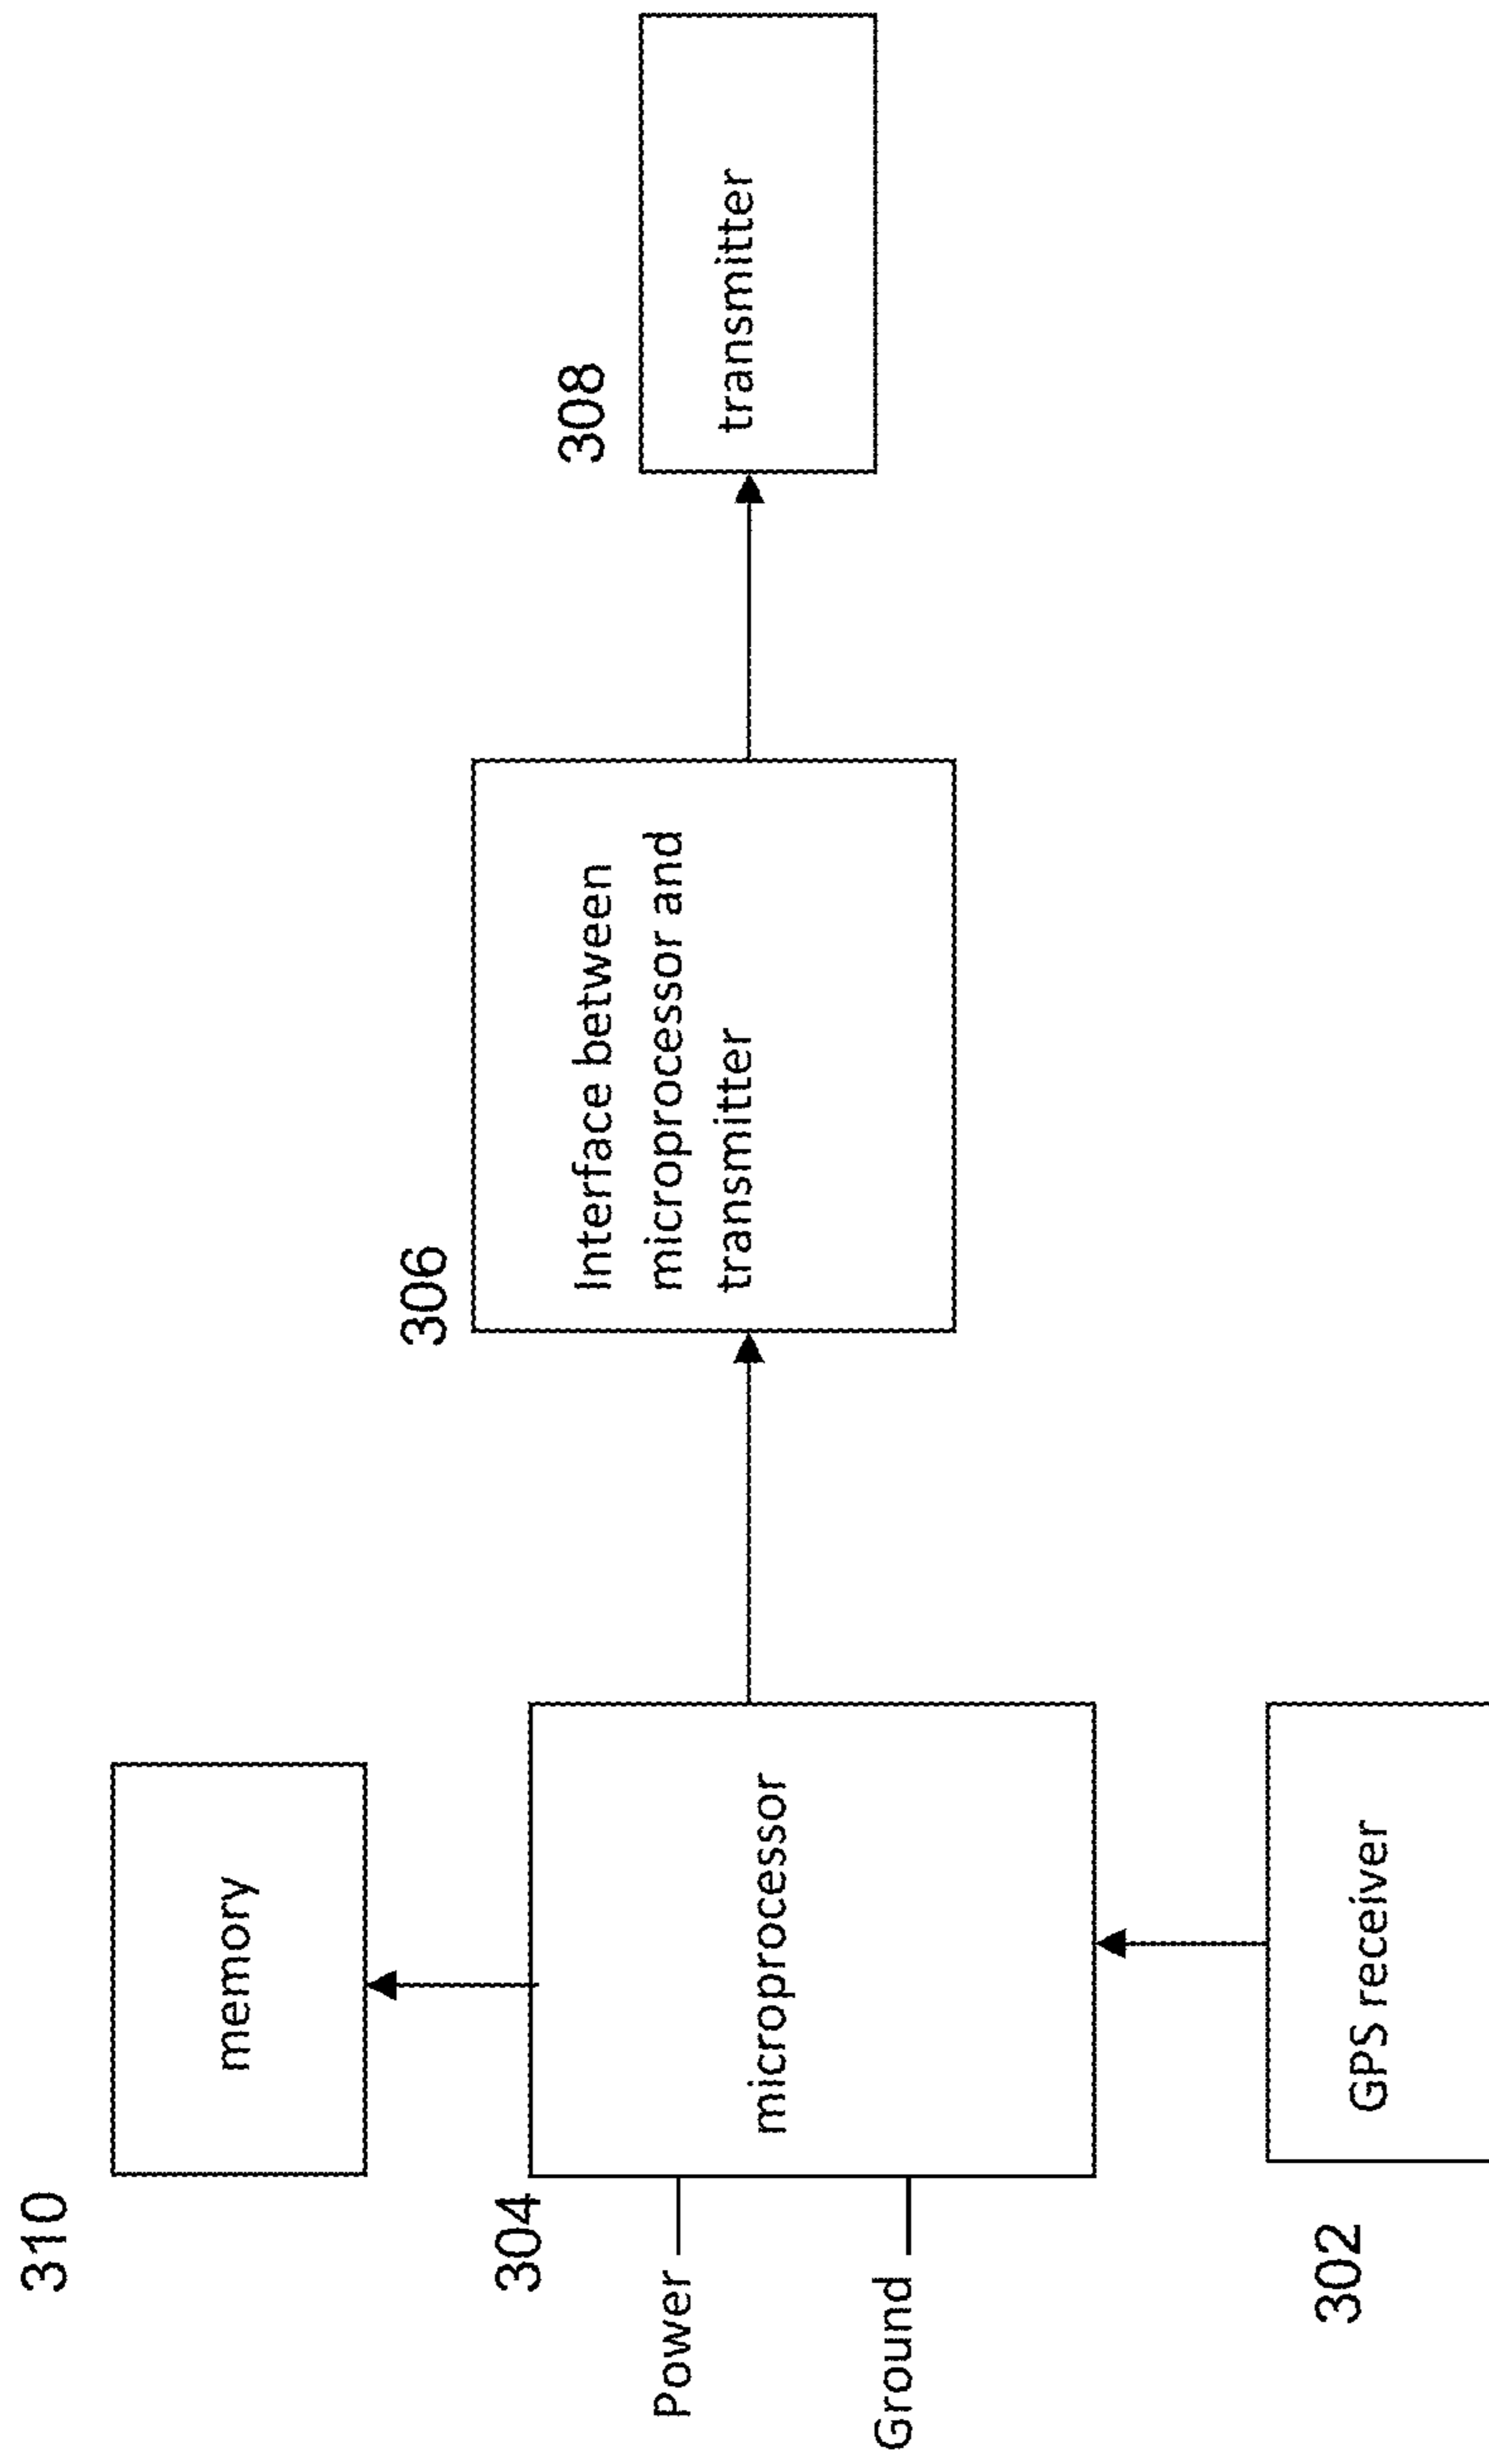 310
memory
304
Power
Ground
microprocessor
302
GPS receiver
306
Interface between
microprocessor and
transmitter
308
transmitter